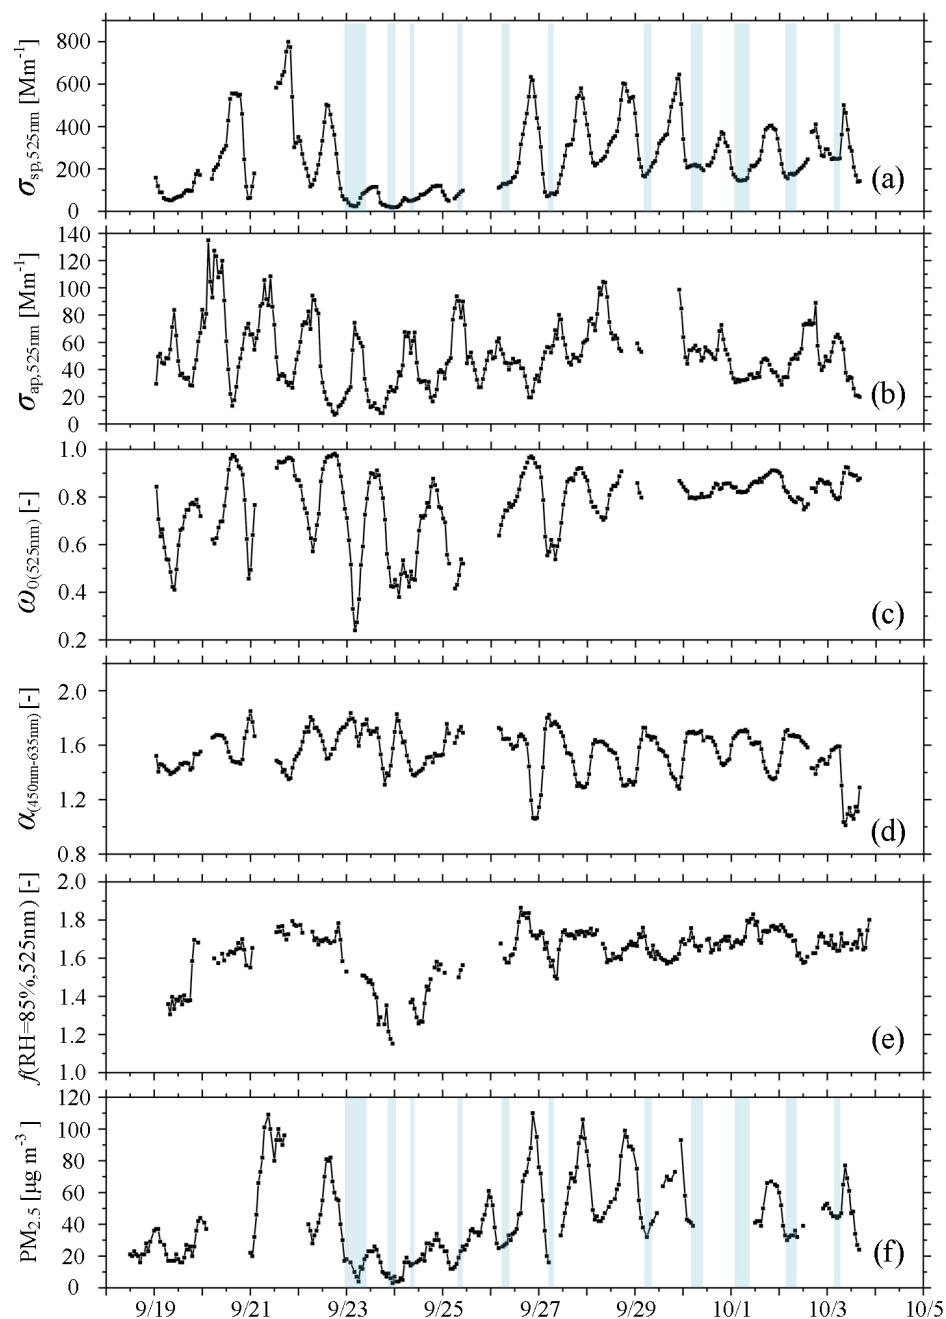 800
600
400
200
0
σsp,525nm [Mm-1]
(a)
140
120
100
80
60
40
20
0
σap,525nm [Mm-1]
(b)
1.0
0.8
0.6
0.4
0.2
ω0(525nm) [-]
(c)
2.0
1.6
1.2
0.8
α(450nm-635nm) [-]
(d)
2.0
1.8
1.6
1.4
1.2
1.0
f(RH=85%,525nm) [-]
(e)
120
100
80
60
40
20
0
PM2.5 [µg m-3]
(f)
9/19 9/21 9/23 9/25 9/27 9/29 10/1 10/3 10/5